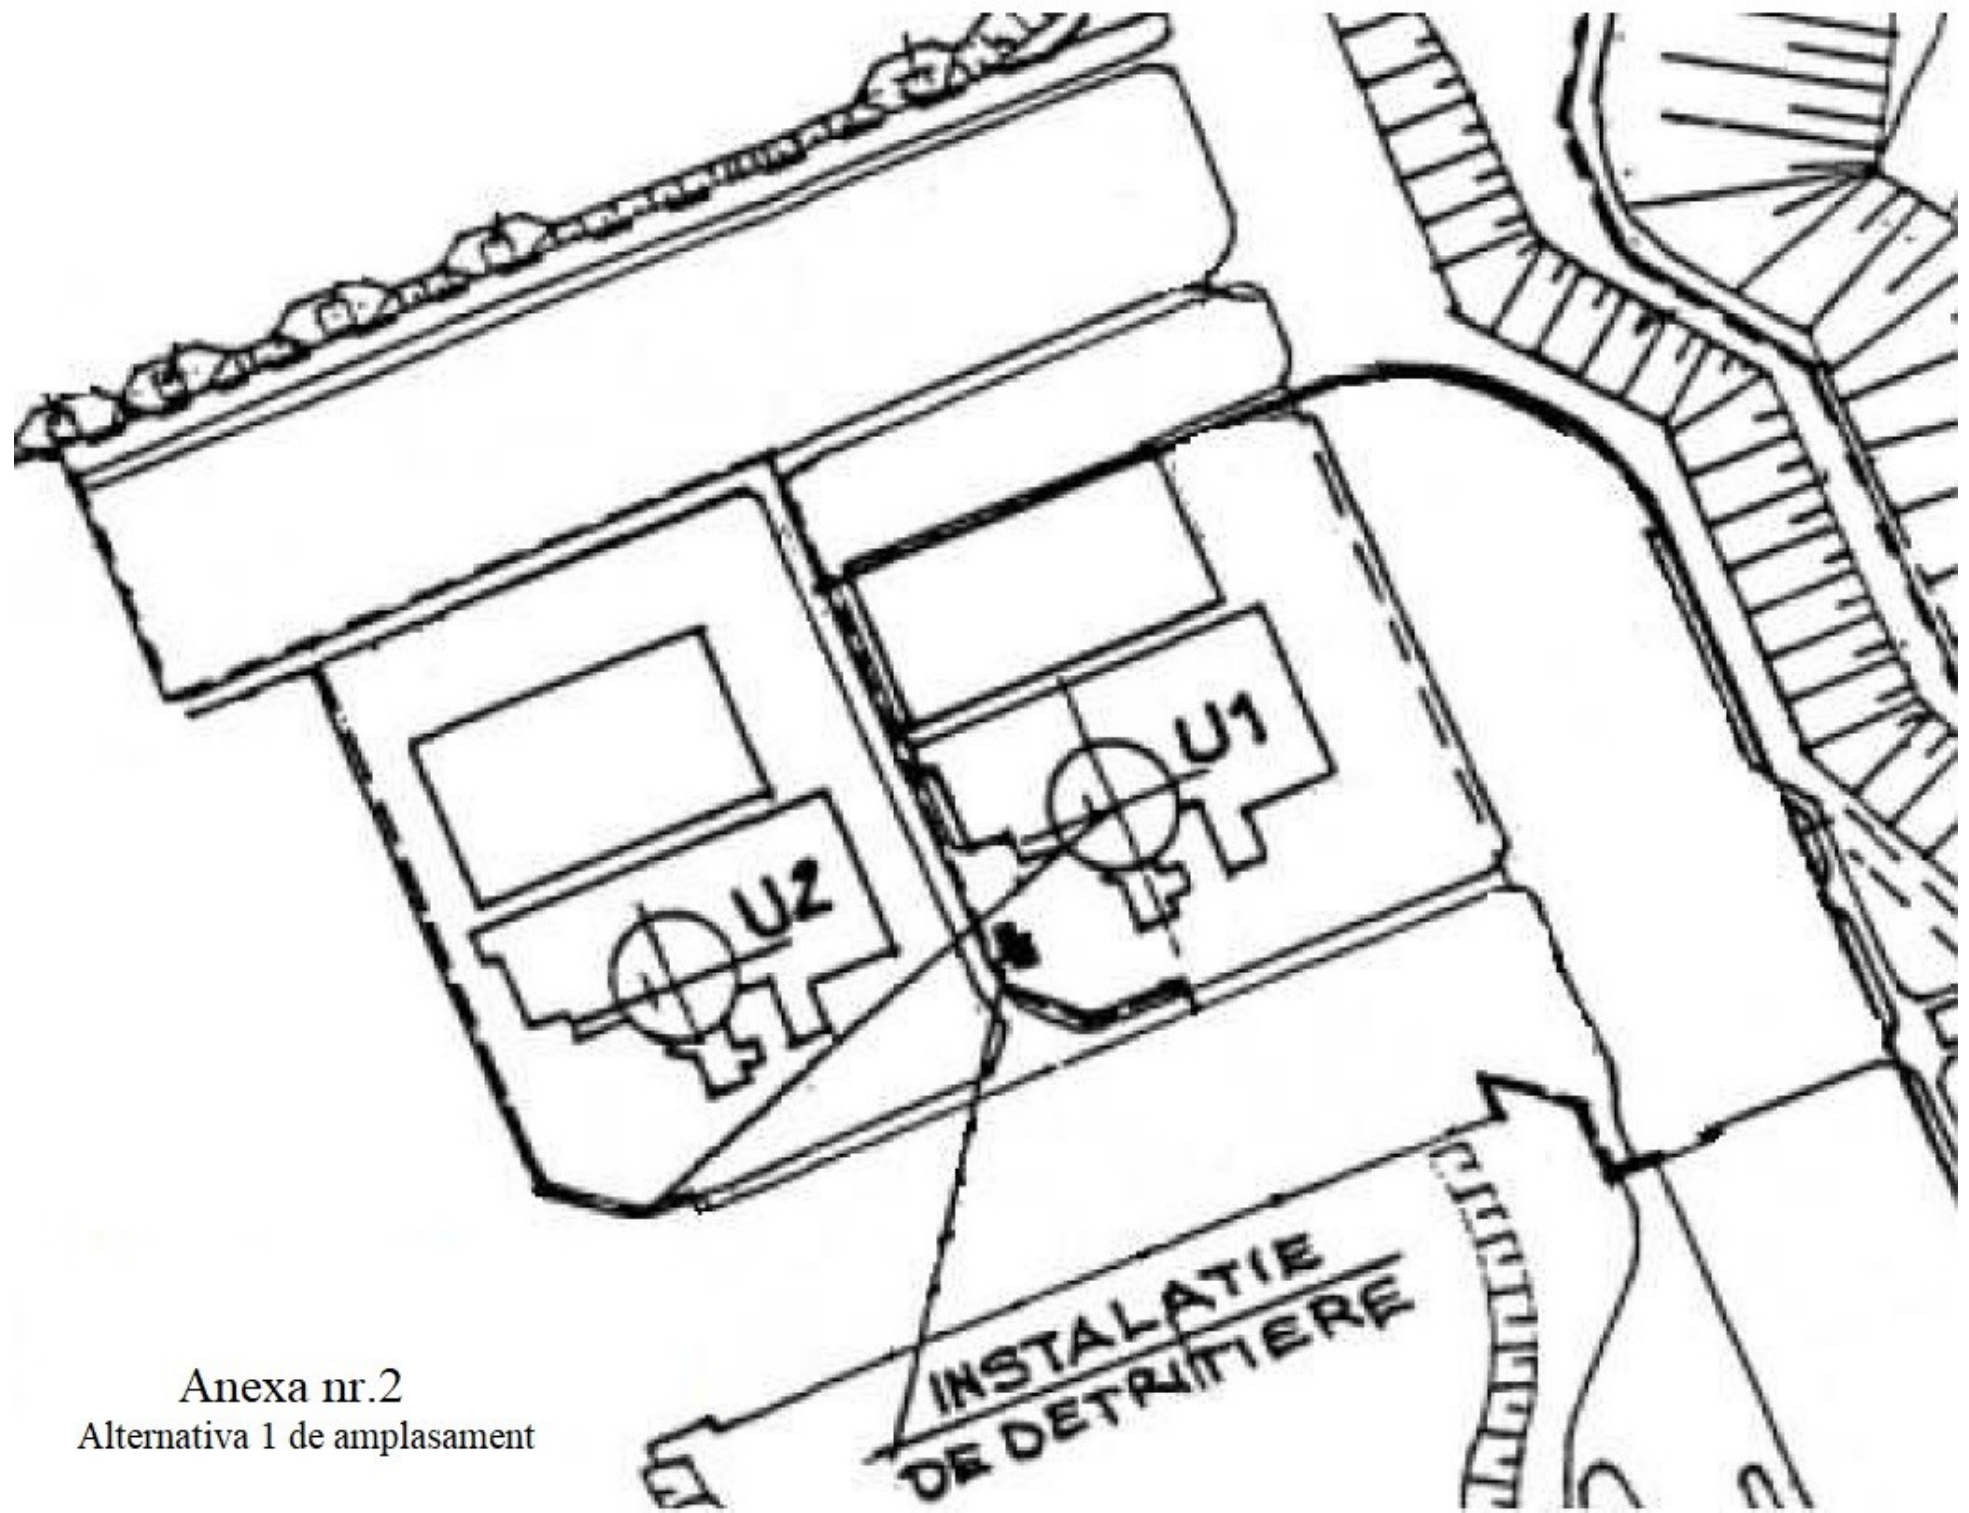 U1
U2
INSTALATIE
DE DETRITIERE
Anexa nr.2
Alternativa 1 de amplasament